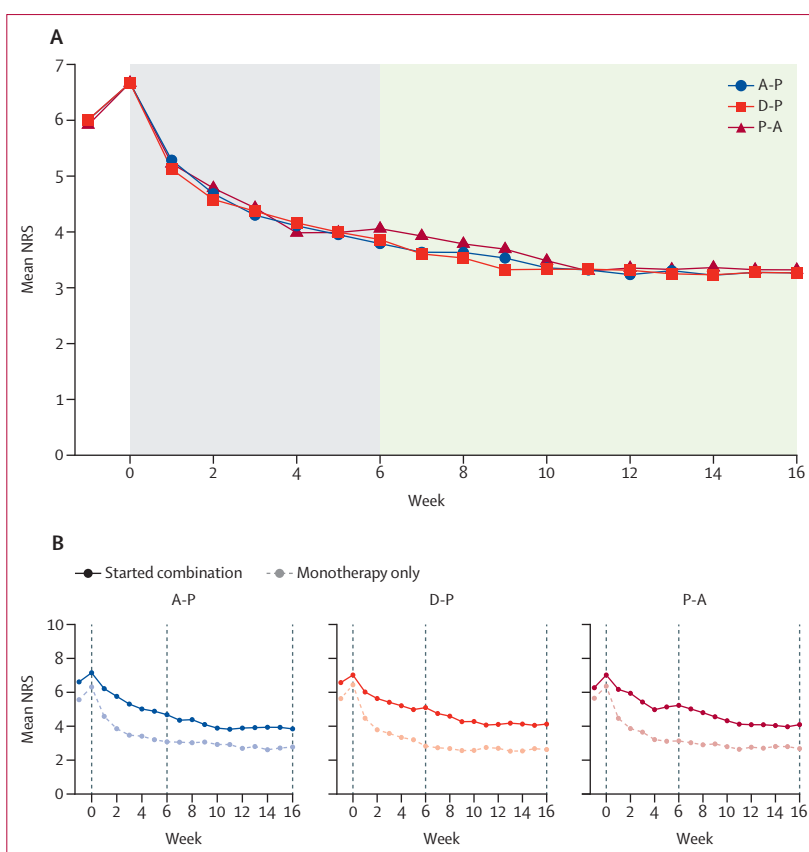 A
7
6
5
4
3
2
1
0
Mean NRS
A-P
D-P
P-A
0 2 4 6 8 10 12 14 16
Week
B
Started combination Monotherapy only
A-P D-P P-A
10
8
6
4
2
0
Mean NRS
0 2 4 6 8 10 12 14 16 0 2 4 6 8 10 12 14 16 0 2 4 6 8 10 12 14 16
Week Week Week